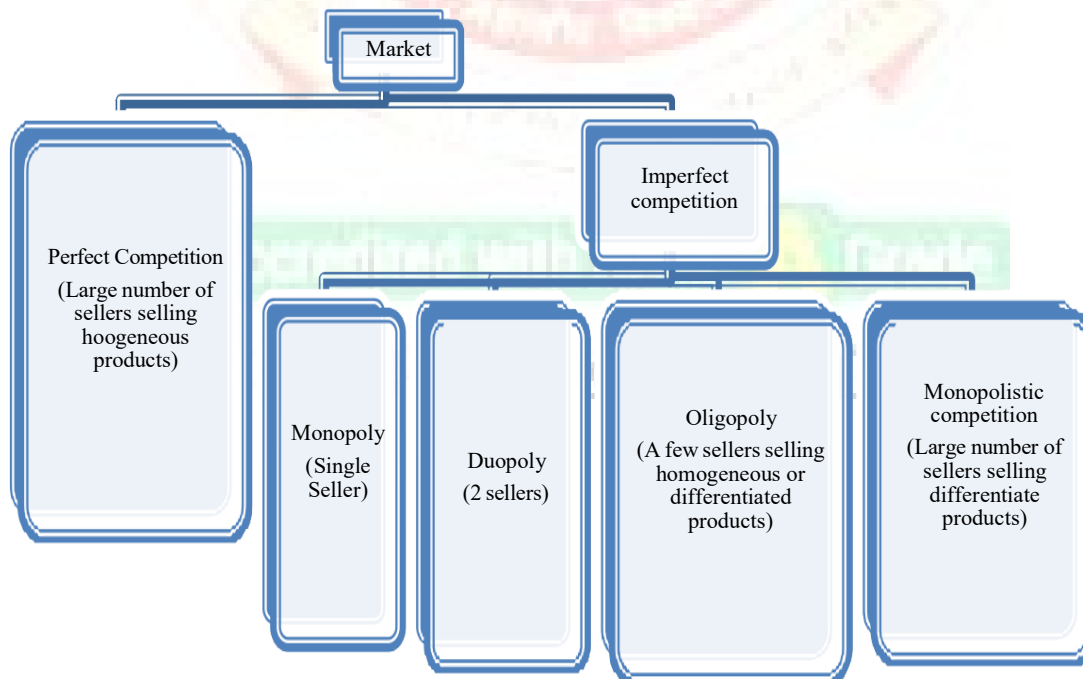 Market
Imperfect
competition
Perfect Competition
(Large number of
sellers selling
hoogeneous
products)
Monopoly
(Single
Seller)
Duopoly
(2 sellers)
Oligopoly
(A few sellers selling
homogeneous or
differentiated
products)
Monopolistic
competition
(Large number of
sellers selling
differentiate
products)